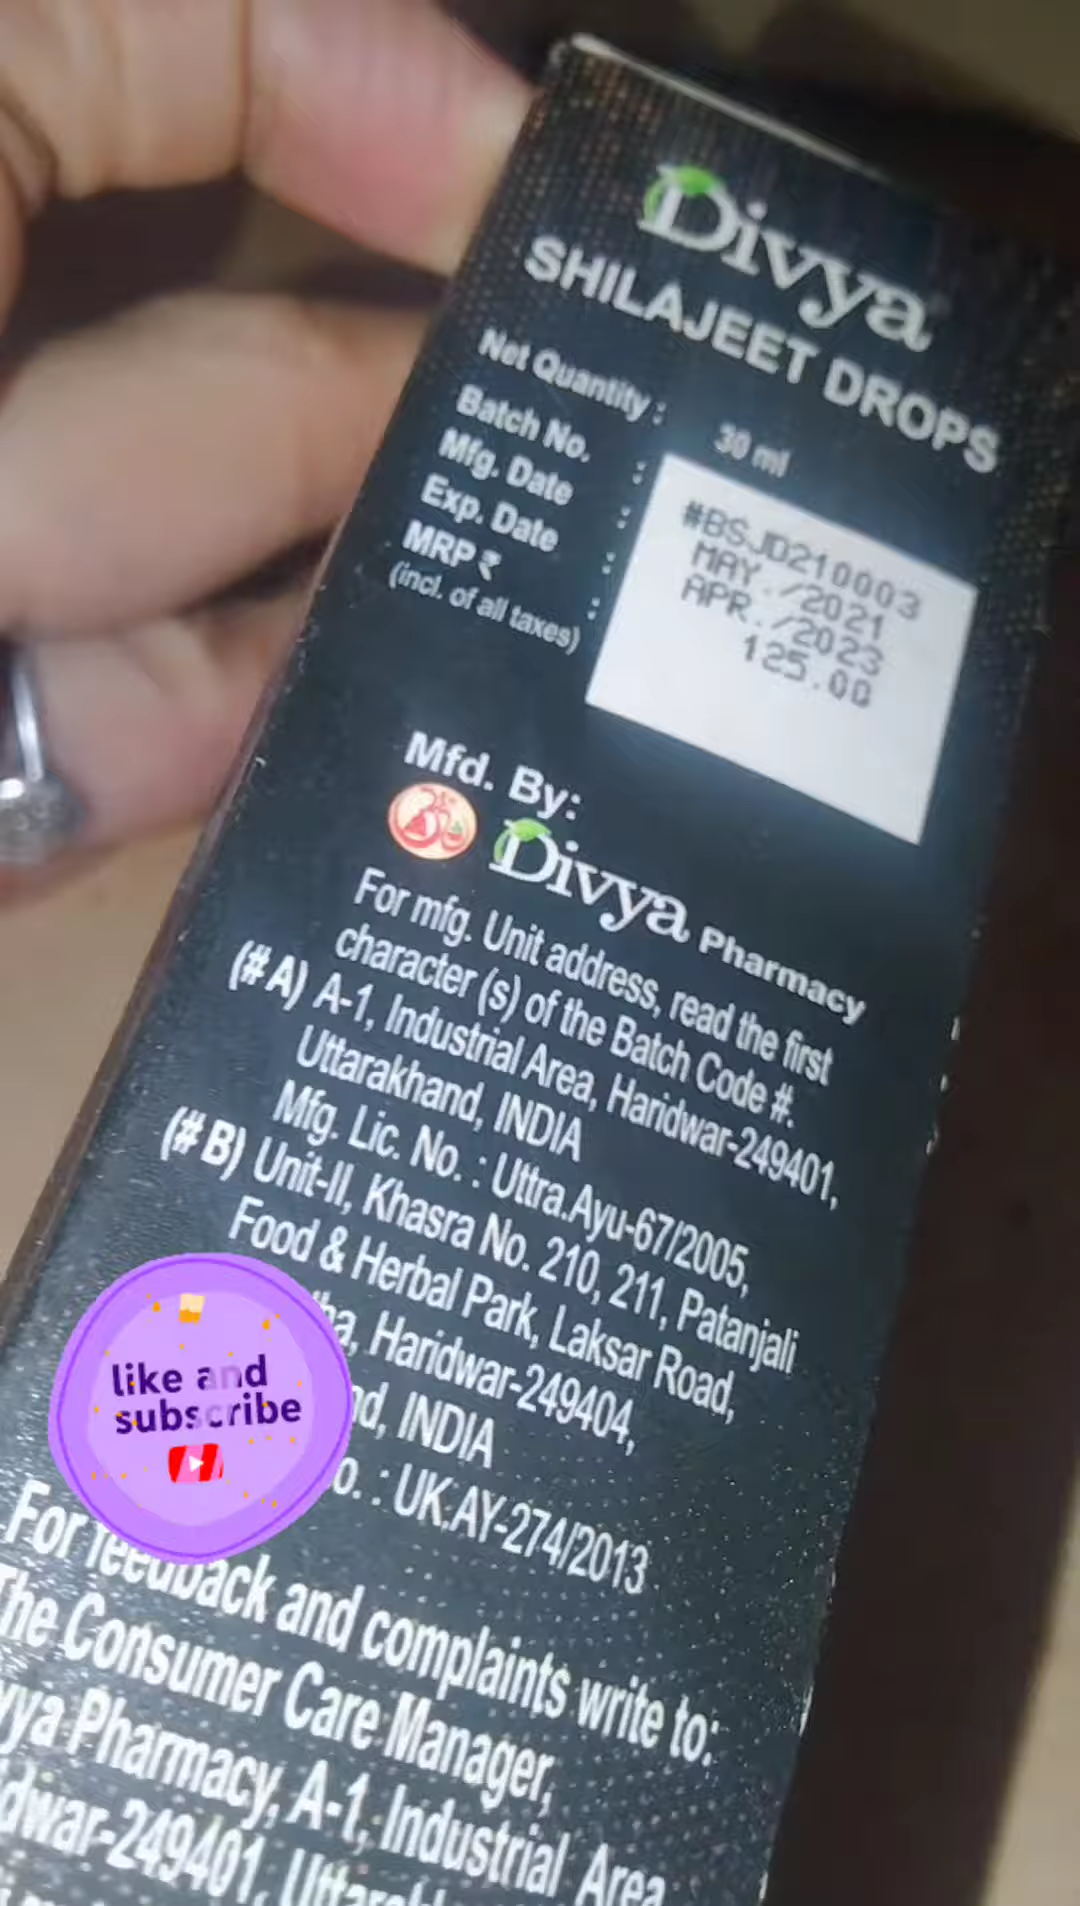 Divya
SHILAJEET DROPS
Net Quantity : 30 ml
Batch No. : #BSJD210003
Mfg. Date : MAY./2021
Exp. Date : APR./2023
MRP ₹ : 125.00
(incl. of all taxes)
Mfd. By:
Divya Pharmacy
For mfg. Unit address, read the first
character (s) of the Batch Code #.
(# A) A-1, Industrial Area, Haridwar-249401,
Uttarakhand, INDIA
Mfg. Lic. No. : Uttra.Ayu-67/2005,
(# B) Unit-II, Khasra No. 210, 211, Patanjali
Food & Herbal Park, Laksar Road,
Haridwar-249404,
INDIA
: UK.AY-274/2013
like and
subscribe
For feedback and complaints write to:
The Consumer Care Manager,
Pharmacy, A-1, Industrial Area
249401,